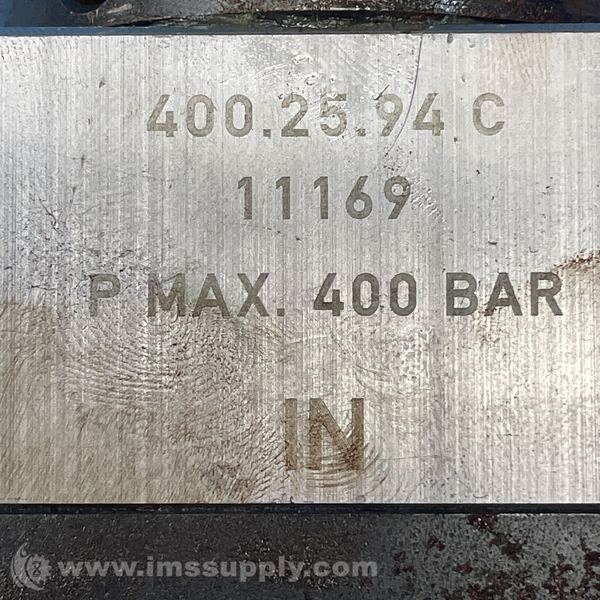 400.25.94 C
11169
P MAX. 400 BAR
IN
www.imssupply.com